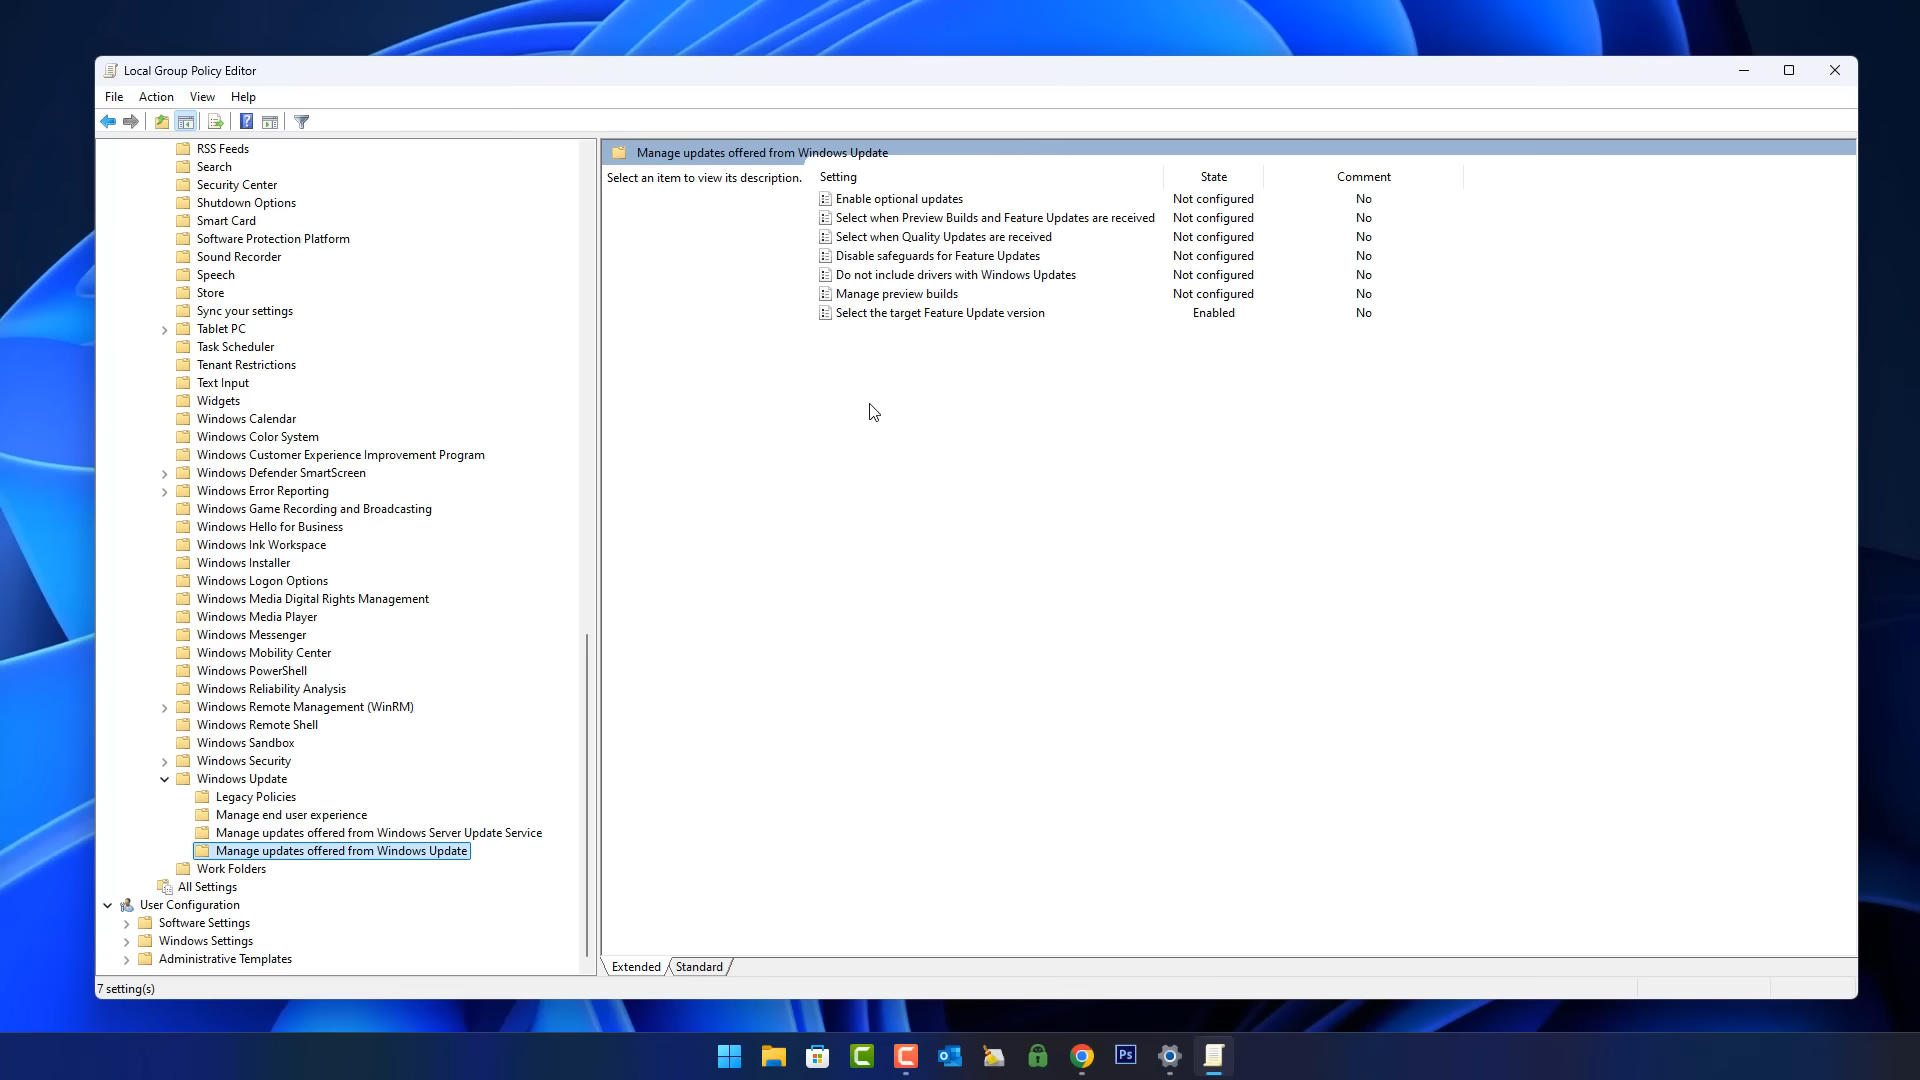 Local Group Policy Editor
File Action View Help
RSS Feeds
Search
Security Center
Shutdown Options
Smart Card
Software Protection Platform
Sound Recorder
Speech
Store
Sync your settings
Tablet PC
Task Scheduler
Tenant Restrictions
Text Input
Widgets
Windows Calendar
Windows Color System
Windows Customer Experience Improvement Program
Windows Defender SmartScreen
Windows Error Reporting
Windows Game Recording and Broadcasting
Windows Hello for Business
Windows Ink Workspace
Windows Installer
Windows Logon Options
Windows Media Digital Rights Management
Windows Media Player
Windows Messenger
Windows Mobility Center
Windows PowerShell
Windows Reliability Analysis
Windows Remote Management (WinRM)
Windows Remote Shell
Windows Sandbox
Windows Security
Windows Update
Legacy Policies
Manage end user experience
Manage updates offered from Windows Server Update Service
Manage updates offered from Windows Update
Work Folders
All Settings
User Configuration
Software Settings
Windows Settings
Administrative Templates
Manage updates offered from Windows Update
Select an item to view its description.
Setting State Comment
Enable optional updates Not configured No
Select when Preview Builds and Feature Updates are received Not configured No
Select when Quality Updates are received Not configured No
Disable safeguards for Feature Updates Not configured No
Do not include drivers with Windows Updates Not configured No
Manage preview builds Not configured No
Select the target Feature Update version Enabled No
Extended Standard
7 setting(s)
Ps